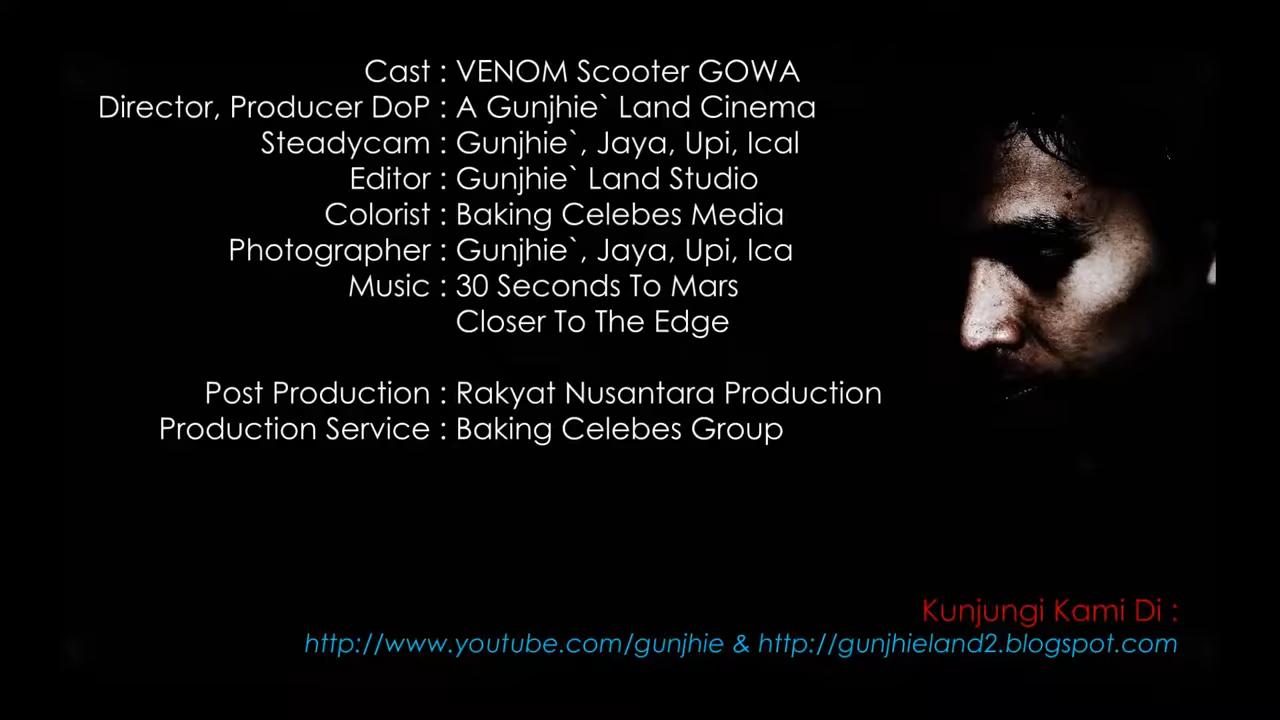 Cast : VENOM Scooter GOWA
Director, Producer DoP : A Gunjhie` Land Cinema
Steadycam : Gunjhie`, Jaya, Upi, Ical
Editor : Gunjhie` Land Studio
Colorist : Baking Celebes Media
Photographer : Gunjhie`, Jaya, Upi, Ica
Music : 30 Seconds To Mars
Closer To The Edge
Post Production : Rakyat Nusantara Production
Production Service : Baking Celebes Group
Kunjungi Kami Di :
http://www.youtube.com/gunjhie & http://gunjhieland2.blogspot.com